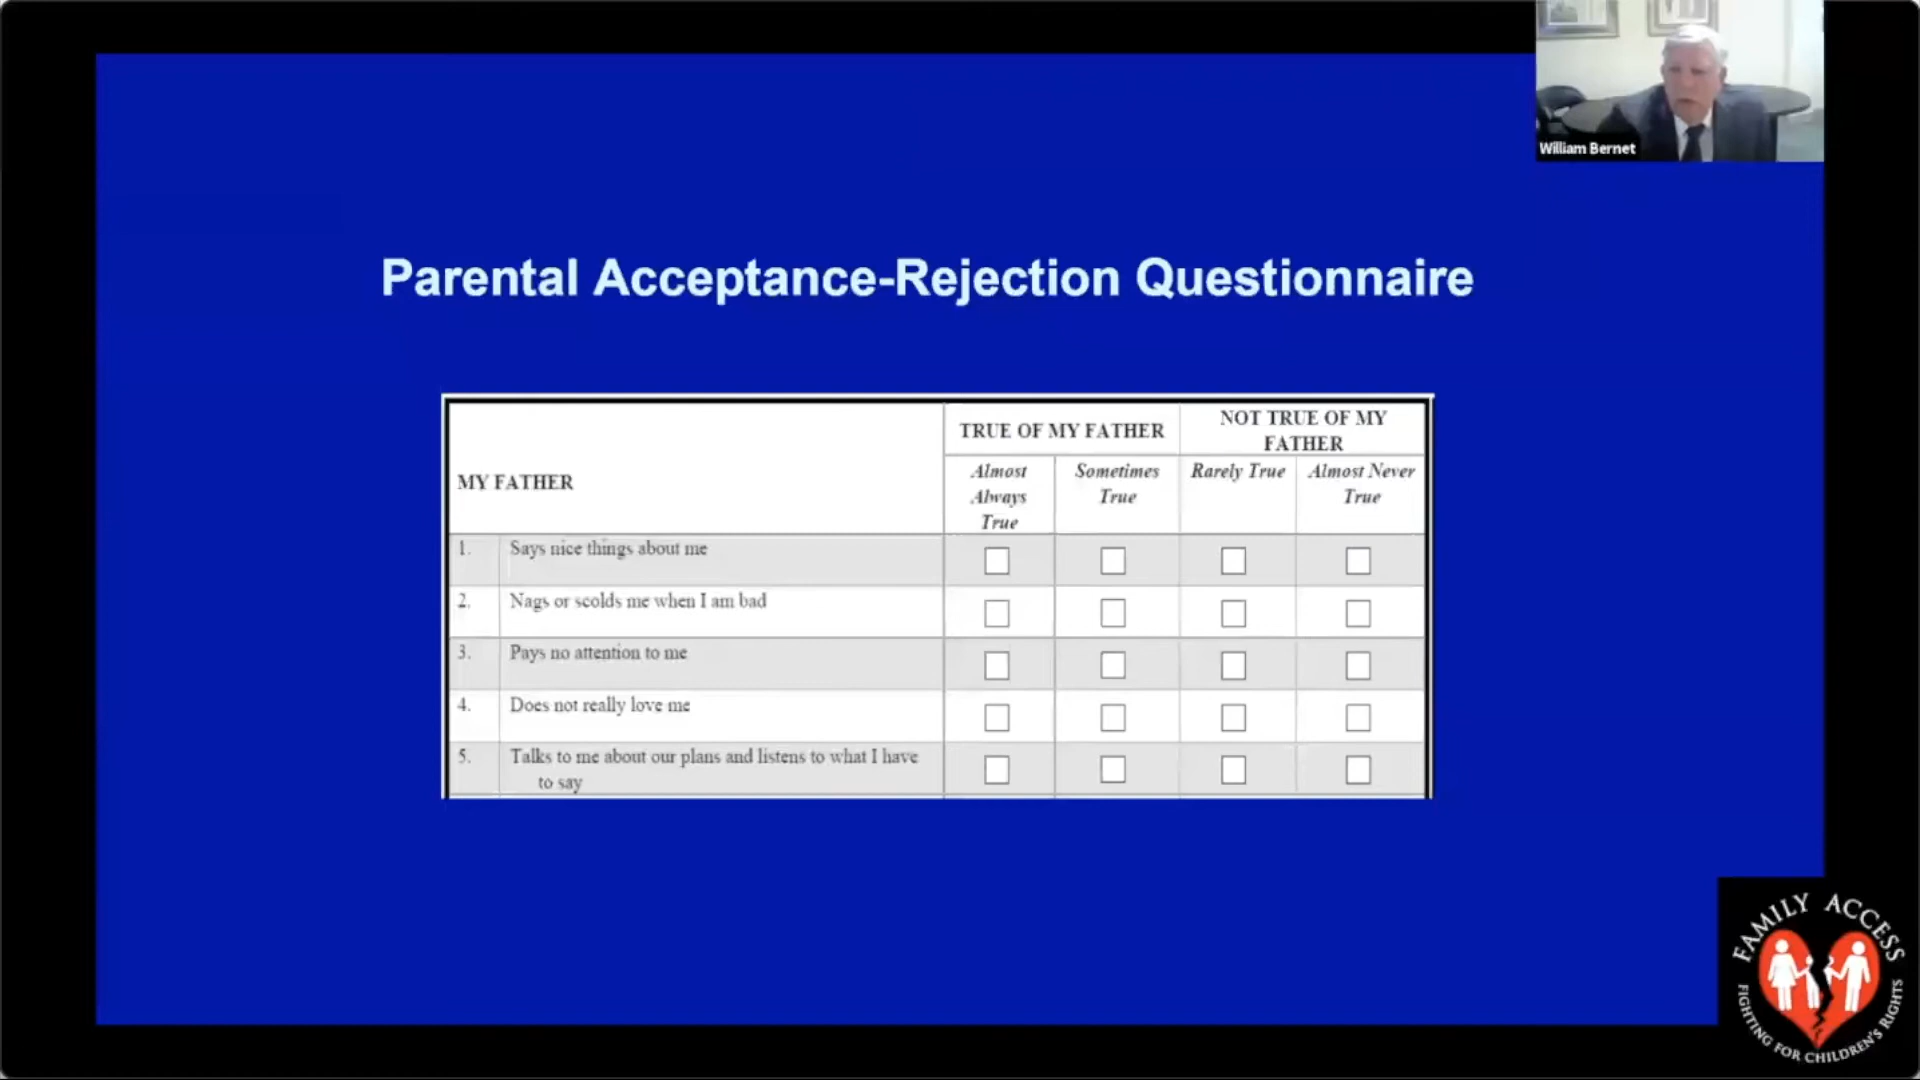 William Bernet
Parental Acceptance-Rejection Questionnaire
MY FATHER
TRUE OF MY FATHER
NOT TRUE OF MY
FATHER
Almost
Always
True
Sometimes
True
Rarely True
Almost Never
True
1. Says nice things about me
2. Nags or scolds me when I am bad
3. Pays no attention to me
4. Does not really love me
5. Talks to me about our plans and listens to what I have
to say
FAMILY ACCESS
FIGHTING FOR CHILDREN'S RIGHTS